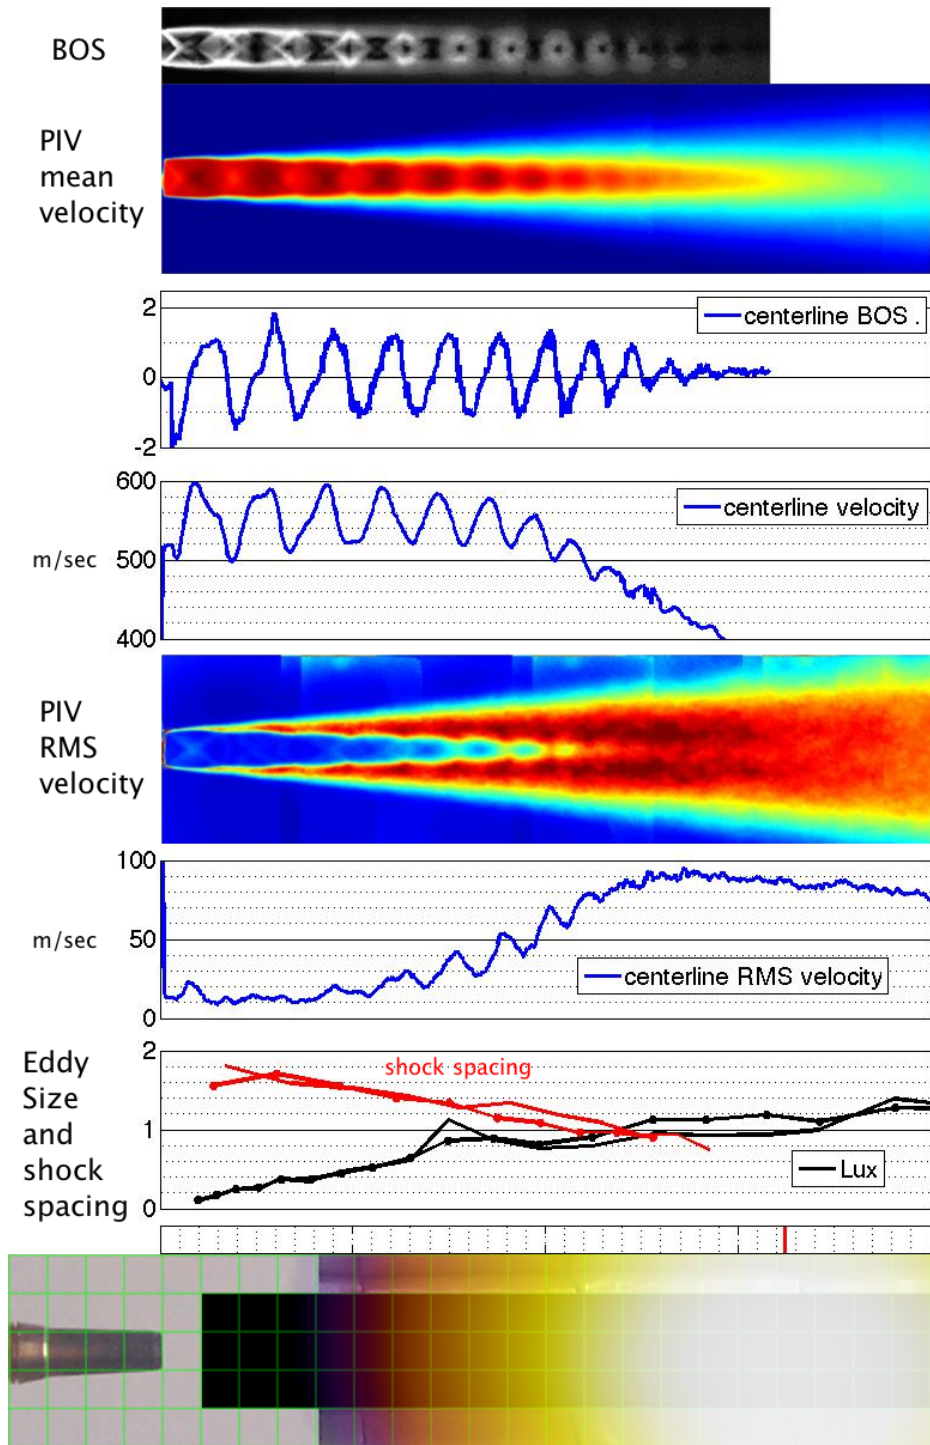 BOS
PIV
mean
velocity
2
centerline BOS .
0
-2
600
centerline velocity
m/sec
500
400
PIV
RMS
velocity
100
m/sec
50
centerline RMS velocity
0
Eddy
Size
and
shock
spacing
2
shock spacing
1
Lux
0